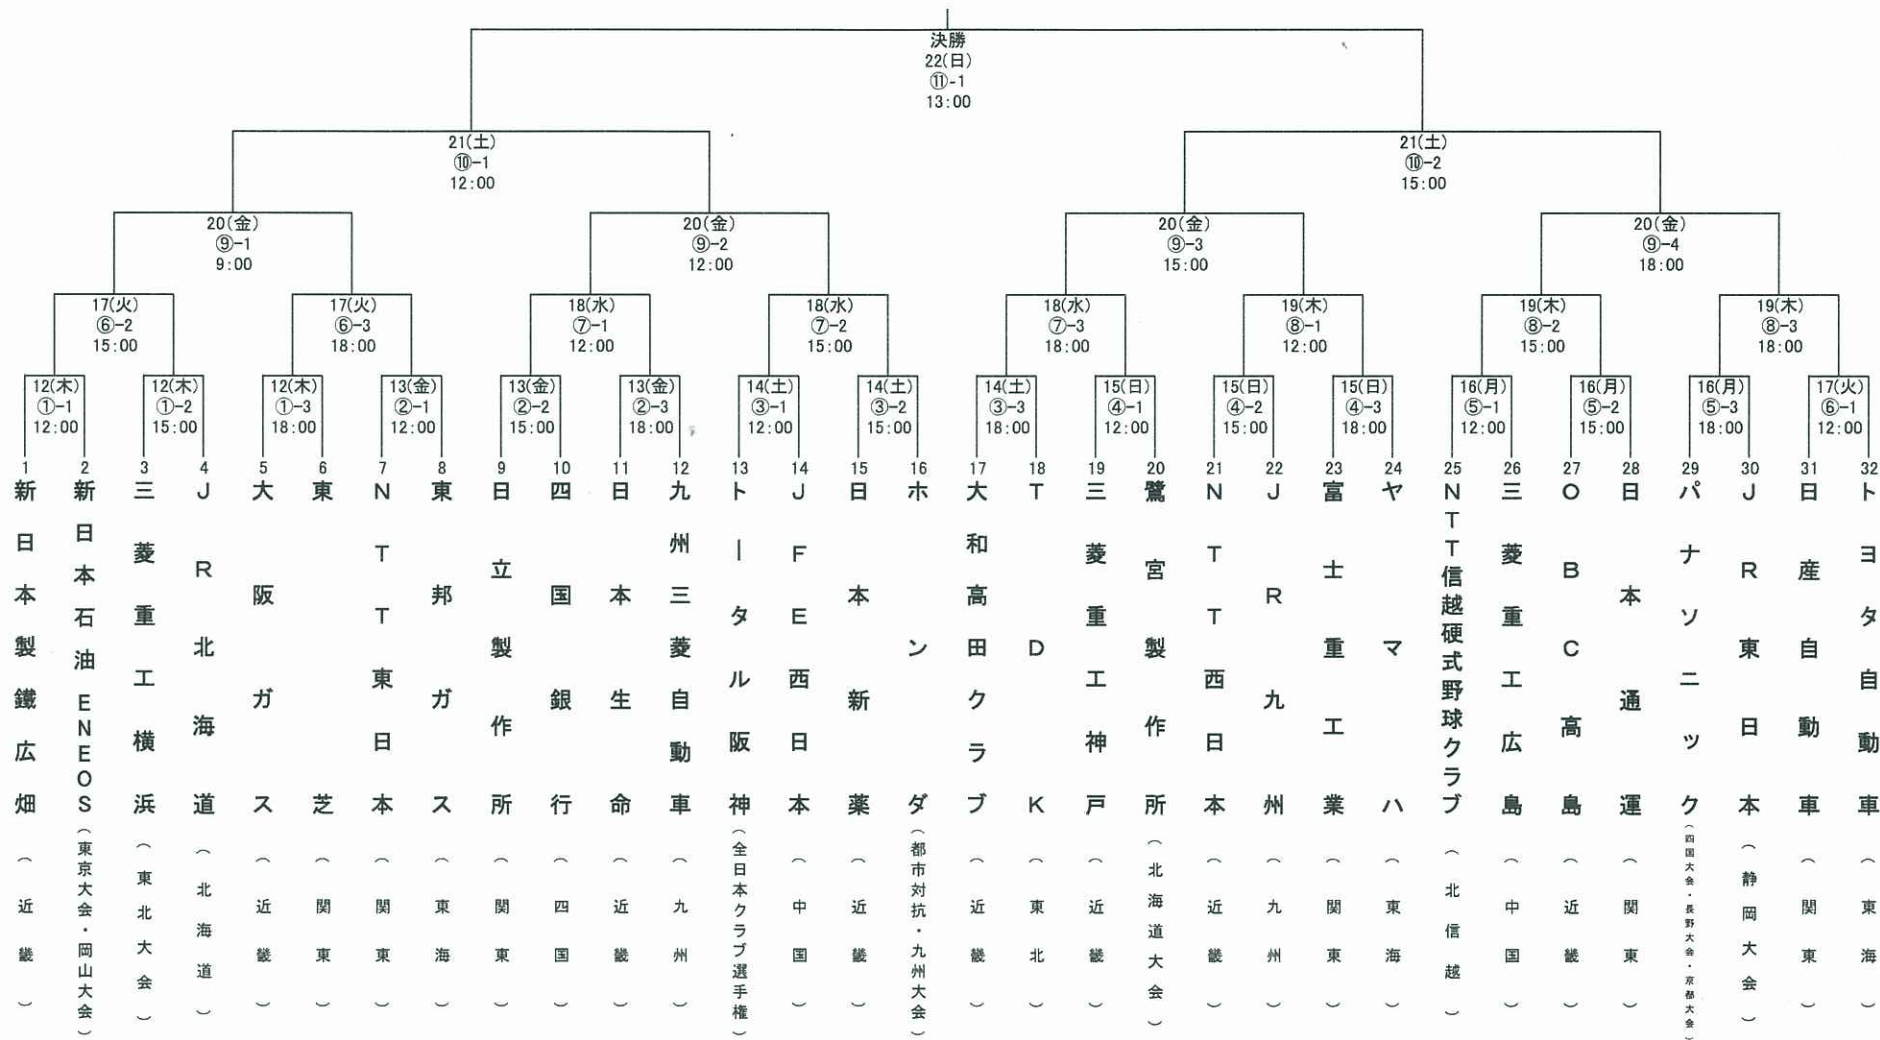 決勝
22(日)
⑪-1
13:00
21(土)
⑩-1
12:00
21(土)
⑩-2
15:00
20(金)
⑨-1
9:00
20(金)
⑨-2
12:00
20(金)
⑨-3
15:00
20(金)
⑨-4
18:00
17(火)
⑥-2
15:00
17(火)
⑥-3
18:00
18(水)
⑦-1
12:00
18(水)
⑦-2
15:00
18(水)
⑦-3
18:00
19(木)
⑧-1
12:00
19(木)
⑧-2
15:00
19(木)
⑧-3
18:00
12(木)
①-1
12:00
12(木)
①-2
15:00
12(木)
①-3
18:00
13(金)
②-1
12:00
13(金)
②-2
15:00
13(金)
②-3
18:00
14(土)
③-1
12:00
14(土)
③-2
15:00
14(土)
③-3
18:00
15(日)
④-1
12:00
15(日)
④-2
15:00
15(日)
④-3
18:00
16(月)
⑤-1
12:00
16(月)
⑤-2
15:00
16(月)
⑤-3
18:00
17(火)
⑥-1
12:00
1 新日本製鐵広畑(近畿)
2 新日本石油ENEOS(東京大会・岡山大会)
3 三菱重工横浜(東北大会)
4 JR北海道(北海道)
5 大阪ガス(近畿)
6 東芝(関東)
7 NTT東日本(関東)
8 東邦ガス(東海)
9 日立製作所(関東)
10 四国銀行(四国)
11 日本生命(近畿)
12 九州三菱自動車(九州)
13 トータル阪神(全日本クラブ選手権)
14 JFE西日本(中国)
15 日本新薬(近畿)
16 ホンダ(都市対抗・九州大会)
17 大和高田クラブ(近畿)
18 TDK(東北)
19 三菱重工神戸(近畿)
20 鷺宮製作所(北海道大会)
21 NTT西日本(近畿)
22 JR九州(九州)
23 富士重工業(関東)
24 ヤマハ(東海)
25 NTT信越硬式野球クラブ(北信越)
26 三菱重工広島(中国)
27 OBC高島(近畿)
28 日本通運(関東)
29 パナソニック(四国大会・長野大会・京都大会)
30 JR東日本(静岡大会)
31 日産自動車(関東)
32 トヨタ自動車(東海)